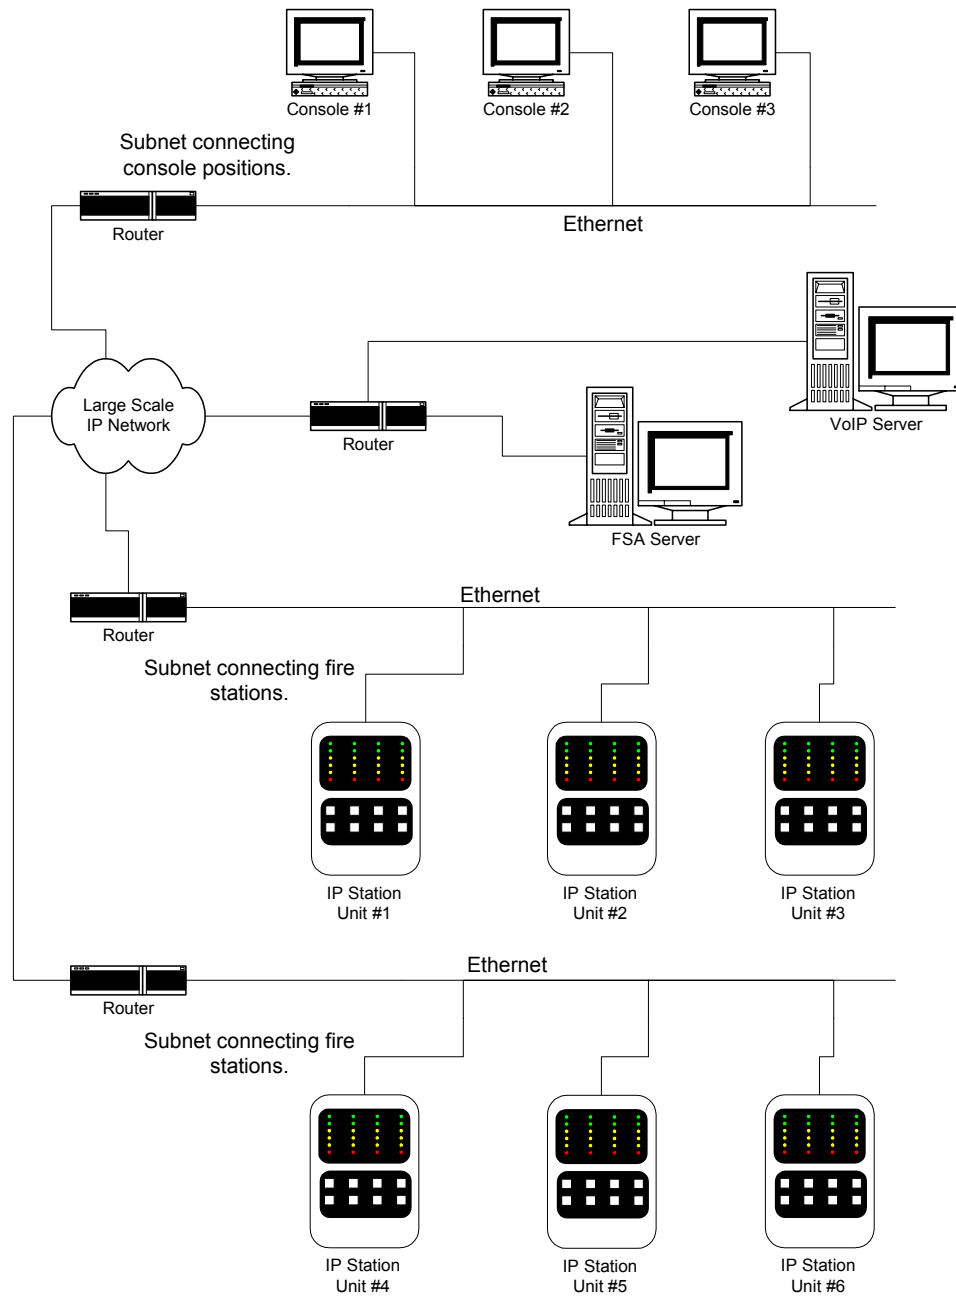 Console #1
Console #2
Console #3
Subnet connecting
console positions.
Router
Ethernet
Large Scale
IP Network
Router
VoIP Server
FSA Server
Ethernet
Router
Subnet connecting fire
stations.
IP Station
Unit #1
IP Station
Unit #2
IP Station
Unit #3
Ethernet
Router
Subnet connecting fire
stations.
IP Station
Unit #4
IP Station
Unit #5
IP Station
Unit #6